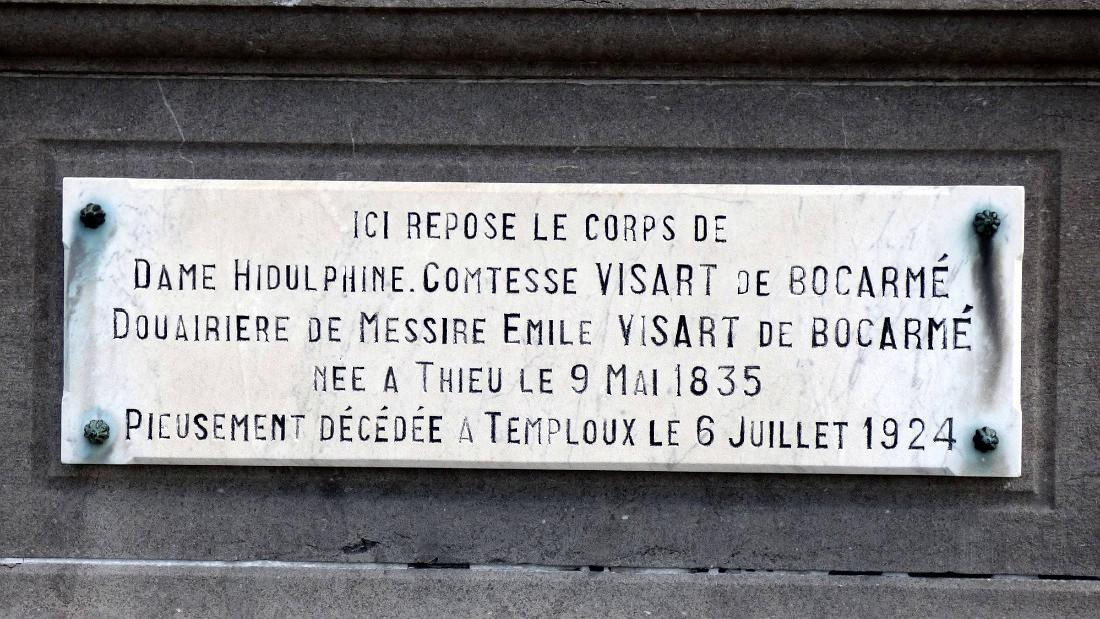 ICI REPOSE LE CORPS DE
DAME HIDULPHINE. COMTESSE VISART DE BOCARMÉ
DOUAIRIERE DE MESSIRE EMILE VISART DE BOCARMÉ
NEE A THIEU LE 9 MAI 1835
PIEUSEMENT DÉCÉDÉE A TEMPLOUX LE 6 JUILLET 1924